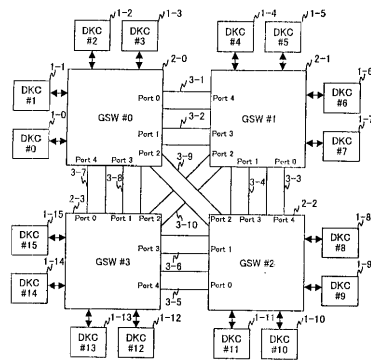 1-2 1-3 1-4 1-5
DKC #2 DKC #3 DKC #4 DKC #5
1-1 2-0 2-1 1-6
DKC #1 3-1 DKC #6
Port 0 Port 4
GSW #0 GSW #1
1-0 3-2 1-7
DKC #0 Port 1 Port 3 DKC #7
Port 2 3-9 Port 2
Port 4 Port 3 Port 1 Port 0
3-7 3-8 3-4 3-3
2-3 2-2
1-15 Port 0 Port 1 Port 2 3-10 Port 2 Port 3 Port 4 1-8
DKC #15 Port 3 Port 1 DKC #8
GSW #3 3-6 GSW #2
1-14 1-9
DKC #14 Port 4 Port 0 DKC #9
3-5
1-13 1-12 1-11 1-10
DKC #13 DKC #12 DKC #11 DKC #10